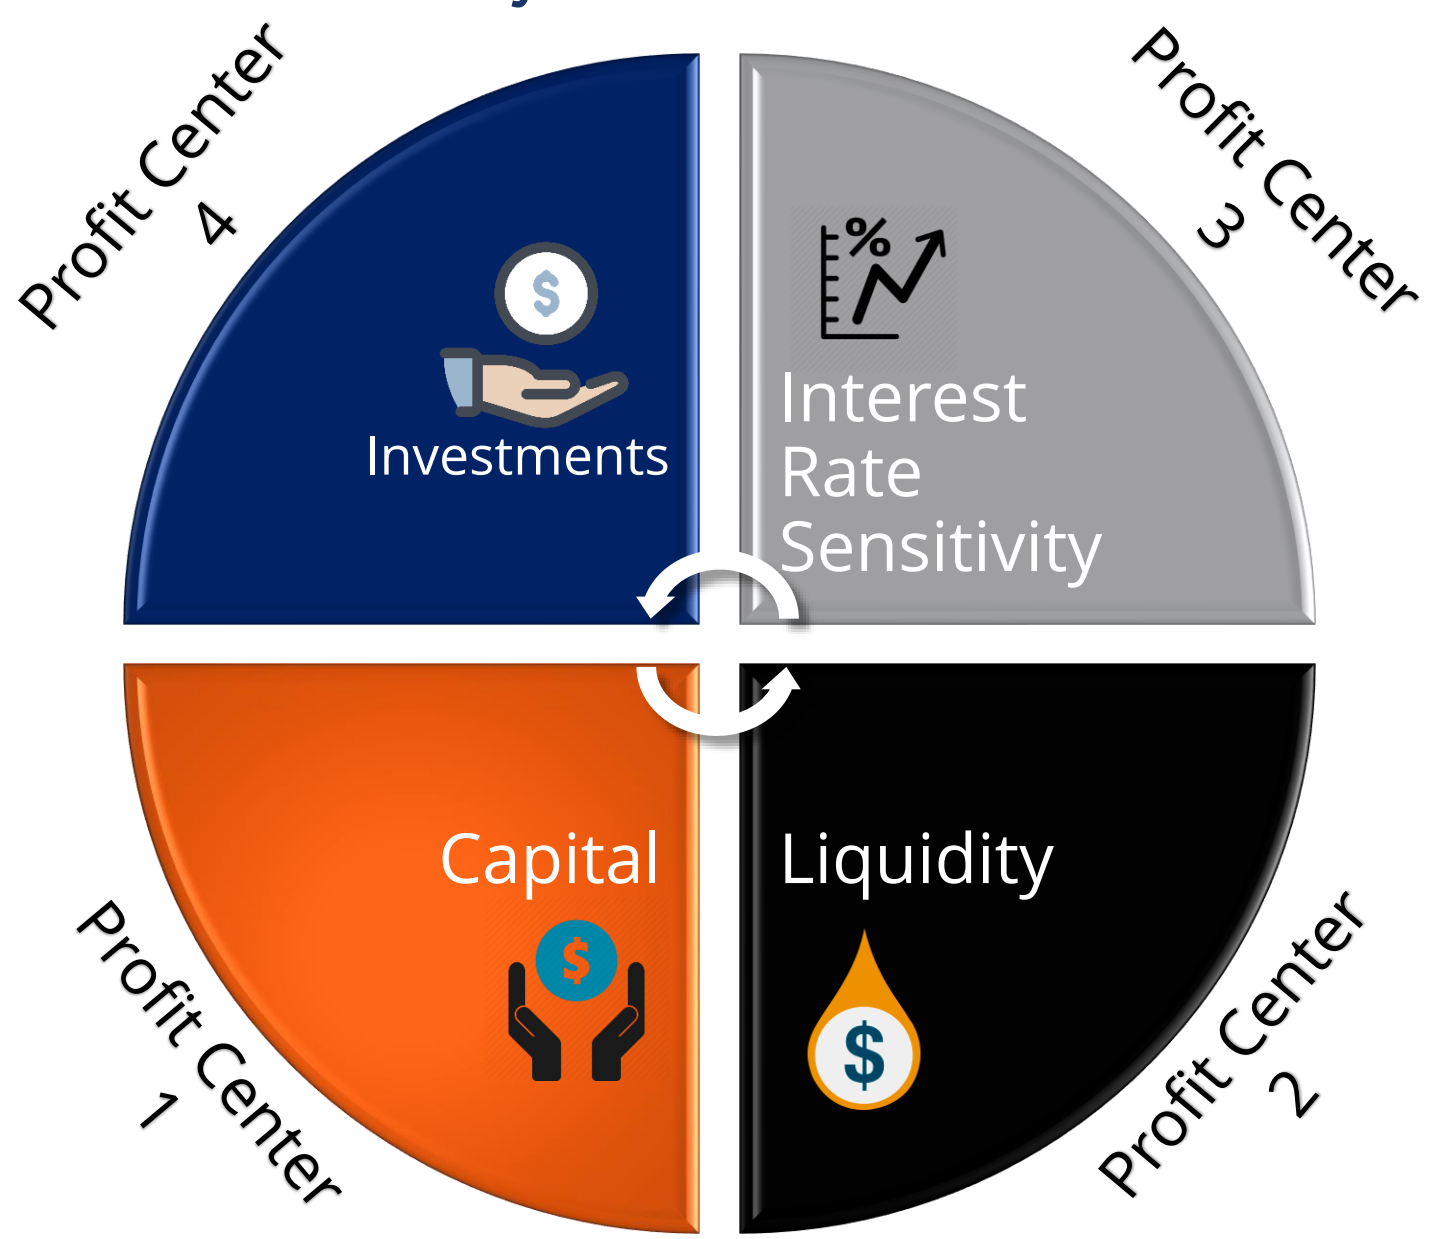 Profit Center
4
Profit Center
3
$
Investments
%
Interest
Rate
Sensitivity
Capital
$
Liquidity
$
Profit Center
1
Profit Center
2